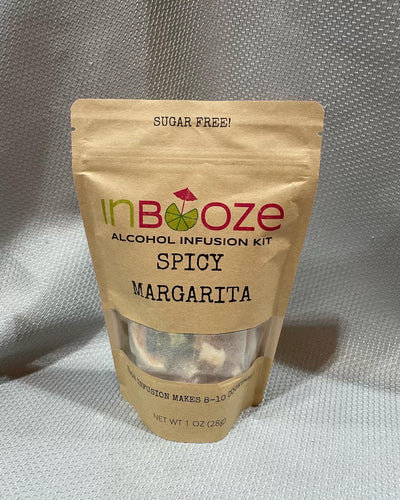 SUGAR FREE!
INBOOZE
ALCOHOL INFUSION KIT
SPICY
MARGARITA
INFUSION MAKES 8-10
NET WT 1 OZ (28g)